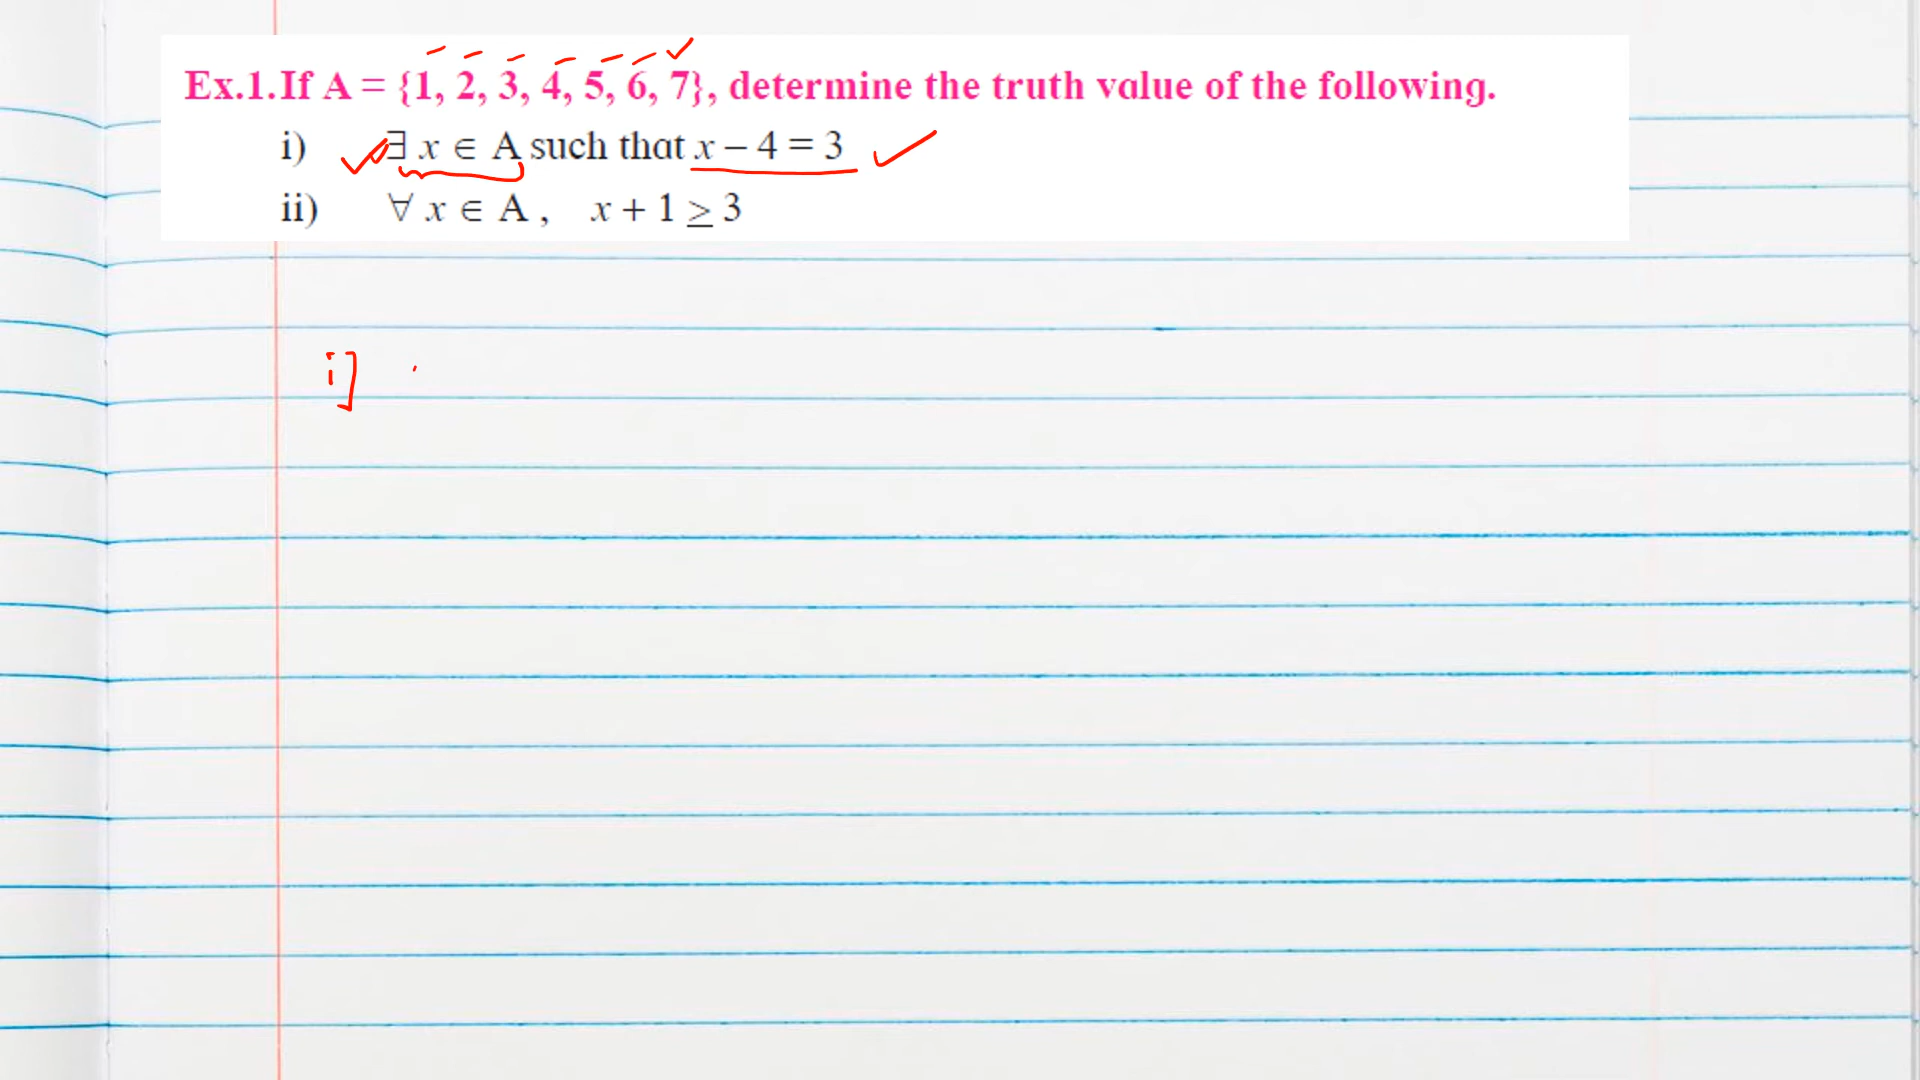 Ex.1. If A = {1, 2, 3, 4, 5, 6, 7}, determine the truth value of the following.
i) ∃ x ∈ A such that x – 4 = 3
ii) ∀ x ∈ A , x + 1 ≥ 3
i]